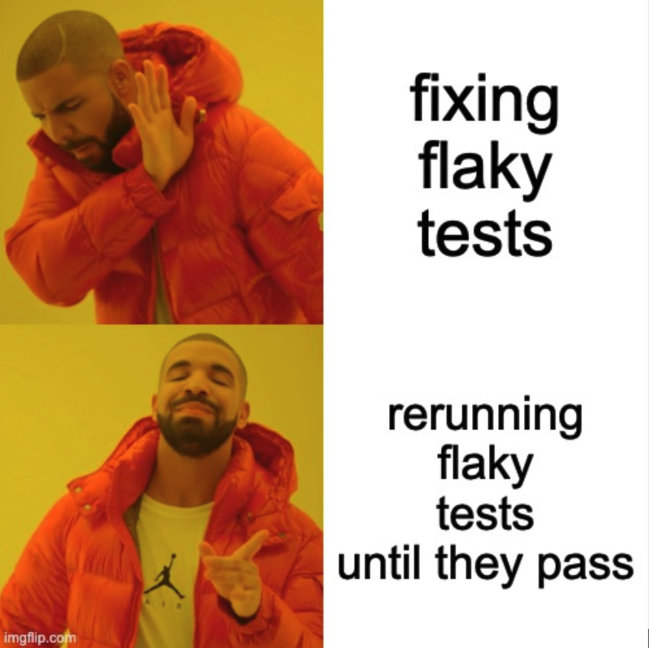 fixing
flaky
tests
rerunning
flaky
tests
until they pass
imgflip.com